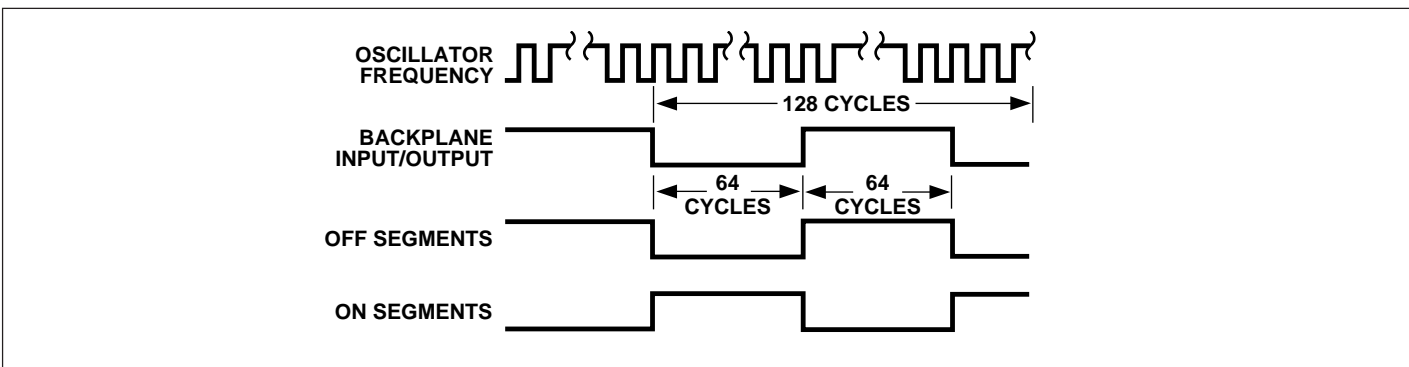 OSCILLATOR
FREQUENCY
128 CYCLES
BACKPLANE
INPUT/OUTPUT
64
CYCLES
64
CYCLES
OFF SEGMENTS
ON SEGMENTS